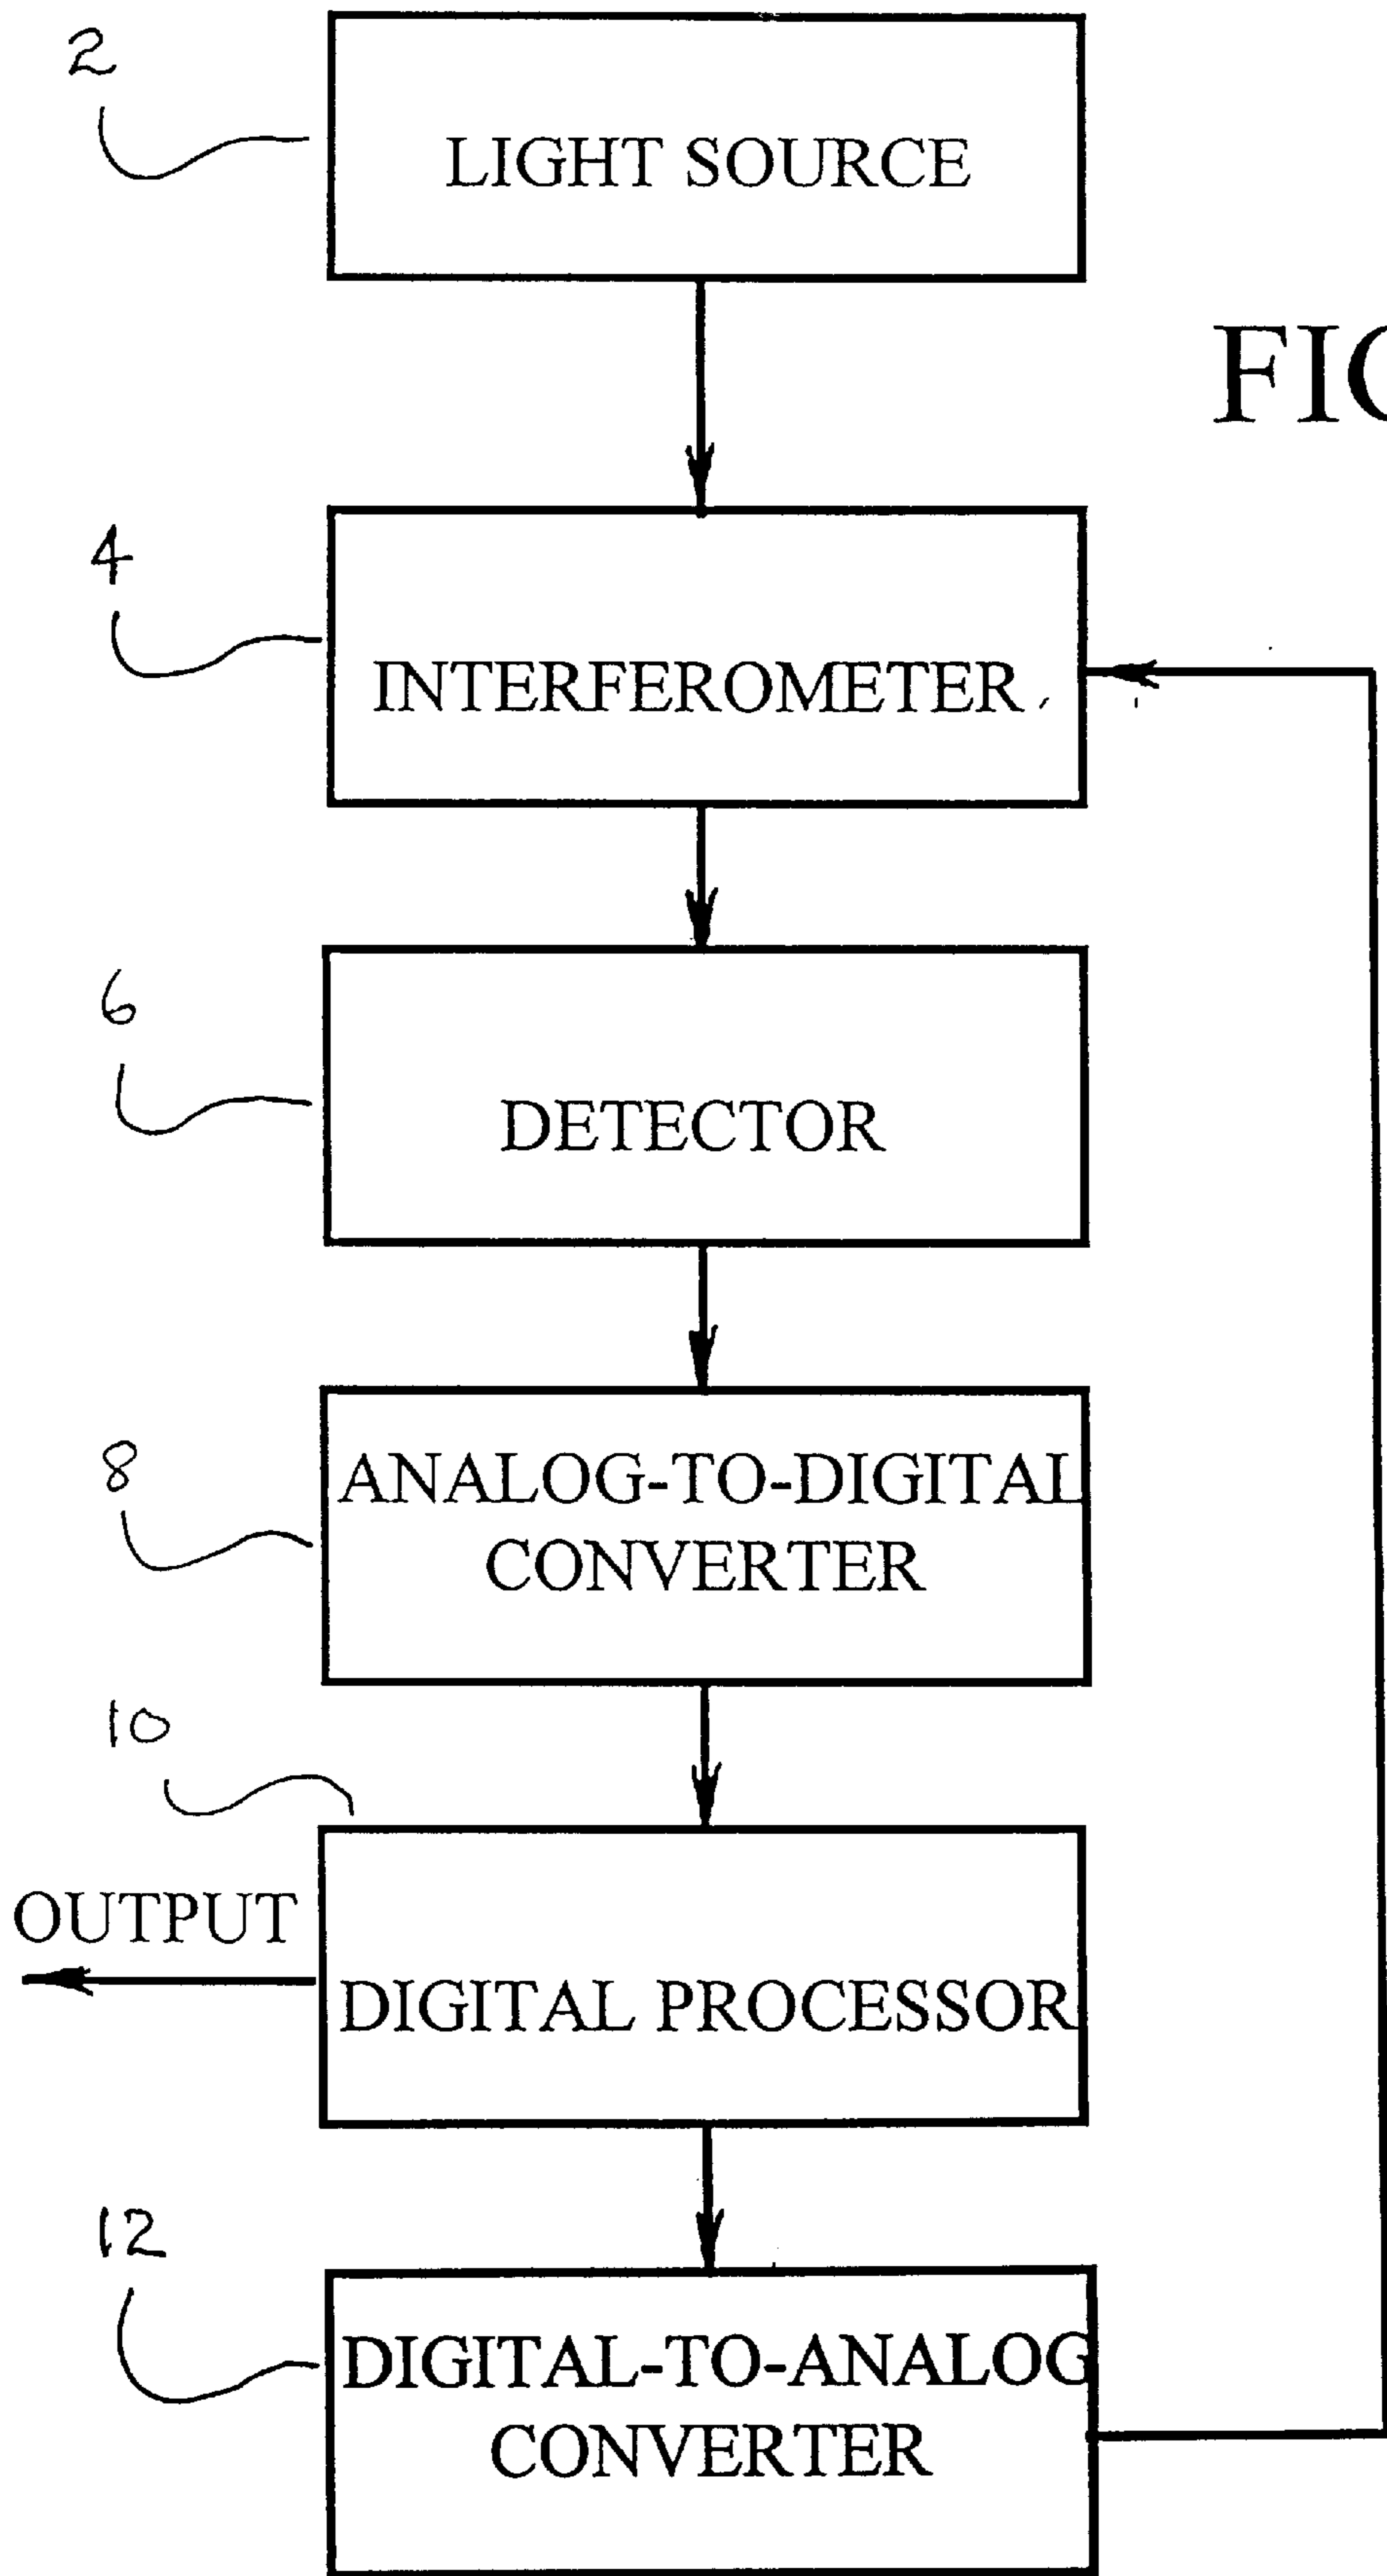 2
LIGHT SOURCE
4
INTERFEROMETER
6
DETECTOR
8
ANALOG-TO-DIGITAL
CONVERTER
10
OUTPUT
DIGITAL PROCESSOR
12
DIGITAL-TO-ANALOG
CONVERTER